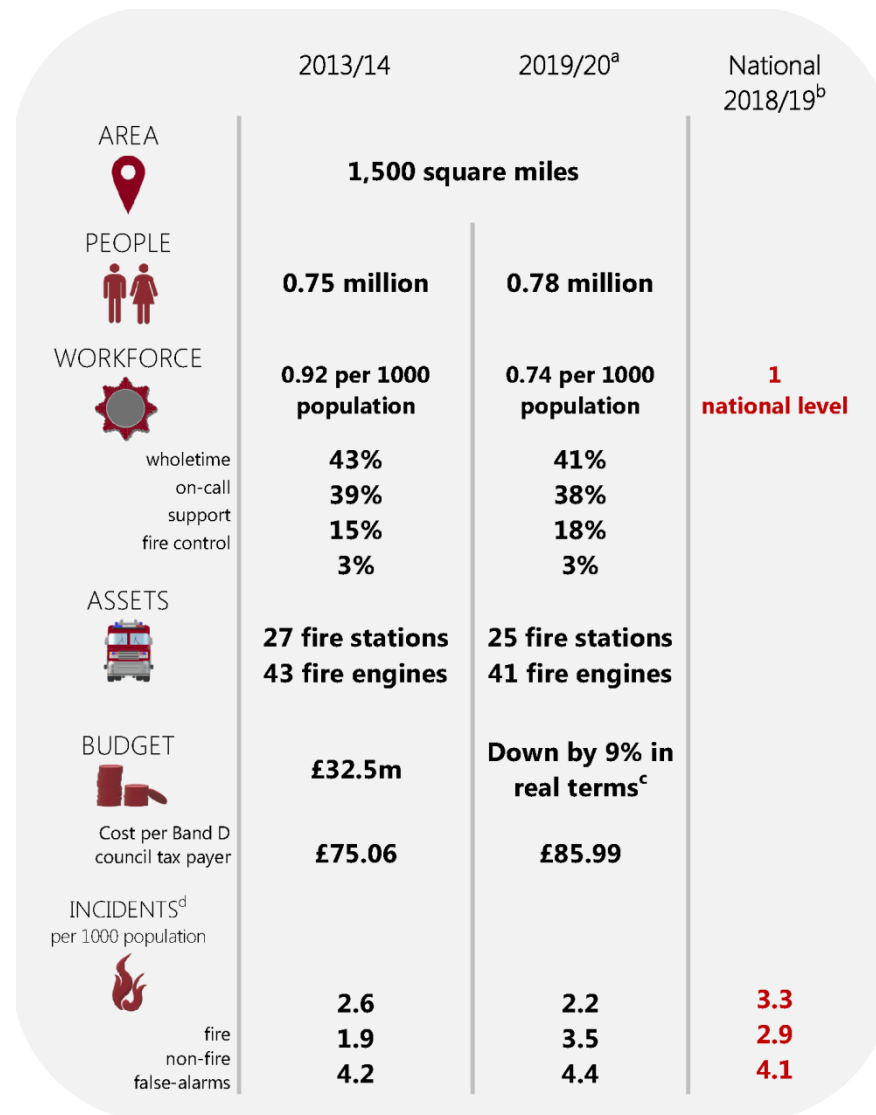 2013/14 2019/20ᵃ National
2018/19ᵇ
AREA
1,500 square miles
PEOPLE
0.75 million 0.78 million
WORKFORCE
0.92 per 1000 0.74 per 1000 1
population population national level
wholetime 43% 41%
on-call 39% 38%
support 15% 18%
fire control 3% 3%
ASSETS
27 fire stations 25 fire stations
43 fire engines 41 fire engines
BUDGET
£32.5m Down by 9% in
real termsᶜ
Cost per Band D
council tax payer £75.06 £85.99
INCIDENTSᵈ
per 1000 population
fire 2.6 2.2 3.3
non-fire 1.9 3.5 2.9
false-alarms 4.2 4.4 4.1